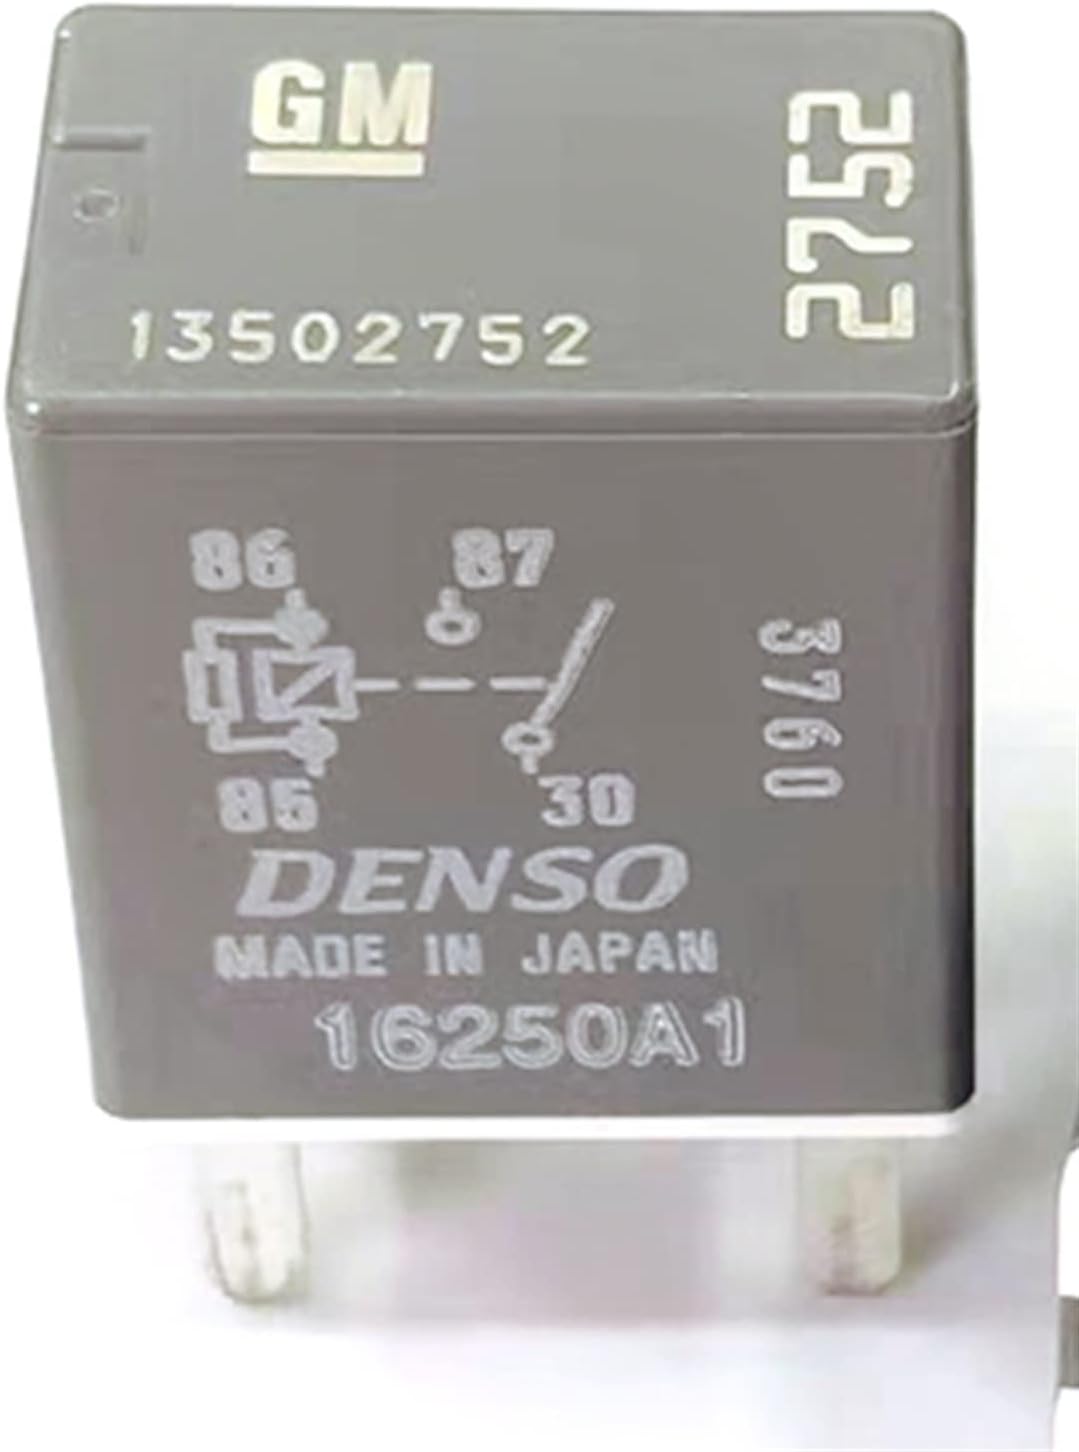 GM
2752
13502752
86 87
3760
85 30
DENSO
MADE IN JAPAN
16250A1